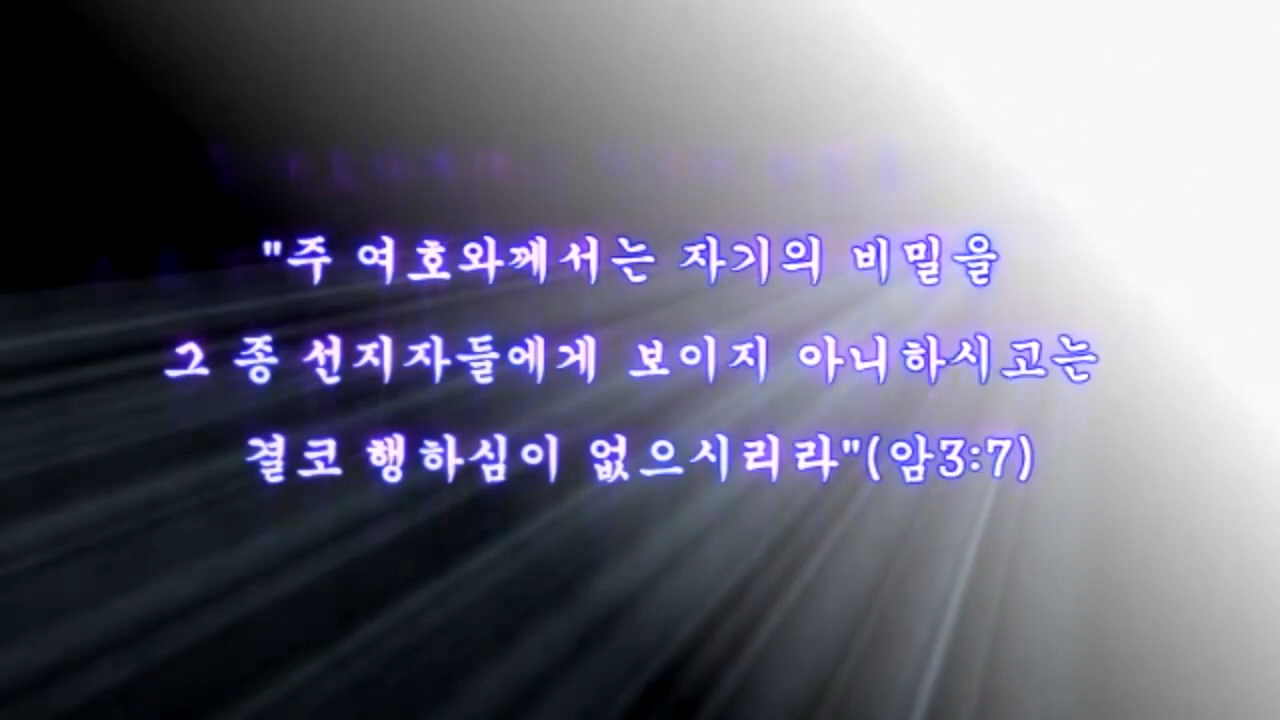 "주 여호와께서는 자기의 비밀을
그 종 선지자들에게 보이지 아니하시고는
결코 행하심이 없으시리라"(암3:7)